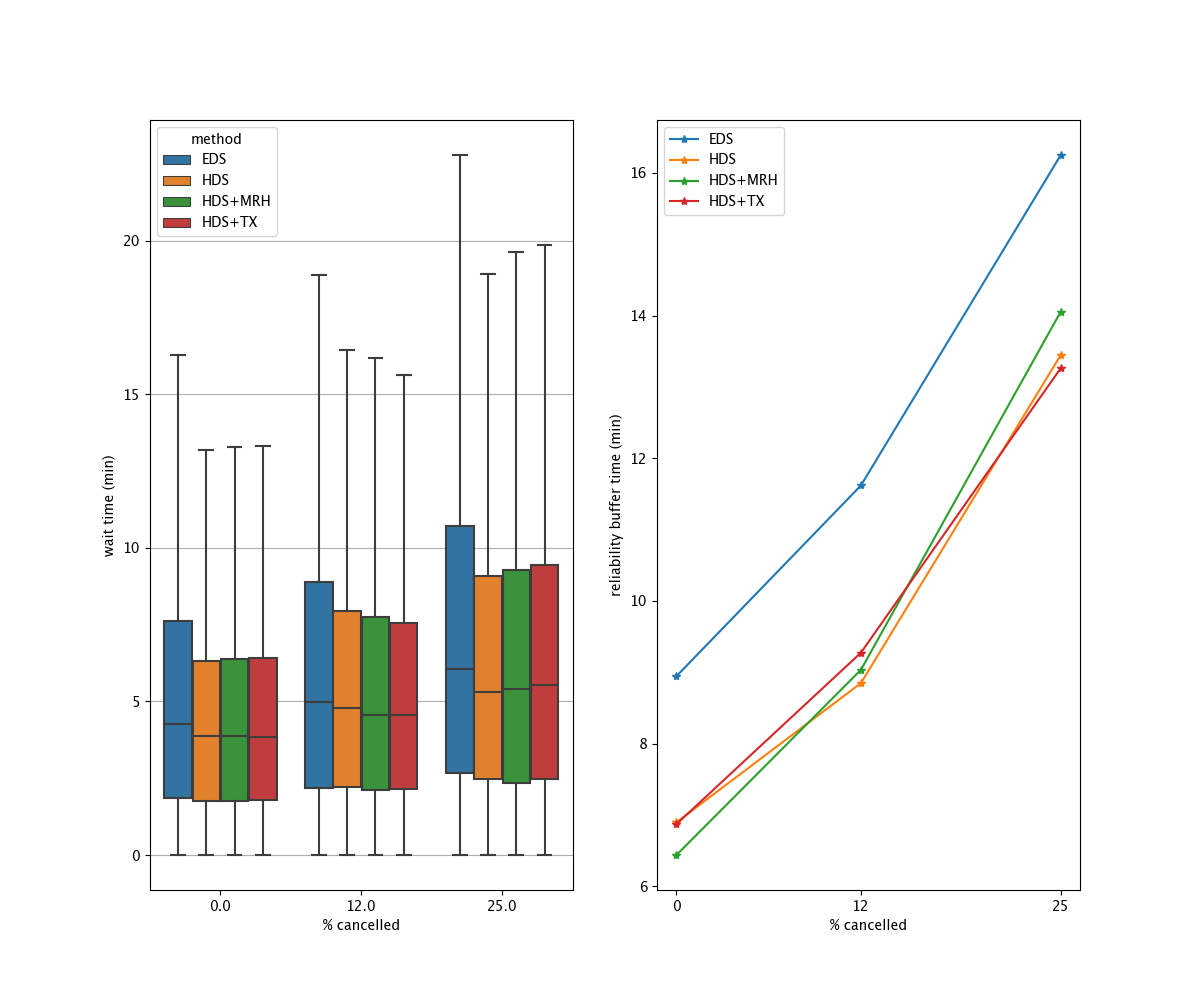 method
EDS
HDS
HDS+MRH
HDS+TX
20
15
10
5
0
wait time (min)
0.0 12.0 25.0
% cancelled
EDS
HDS
HDS+MRH
HDS+TX
16
14
12
10
8
6
reliability buffer time (min)
0 12 25
% cancelled